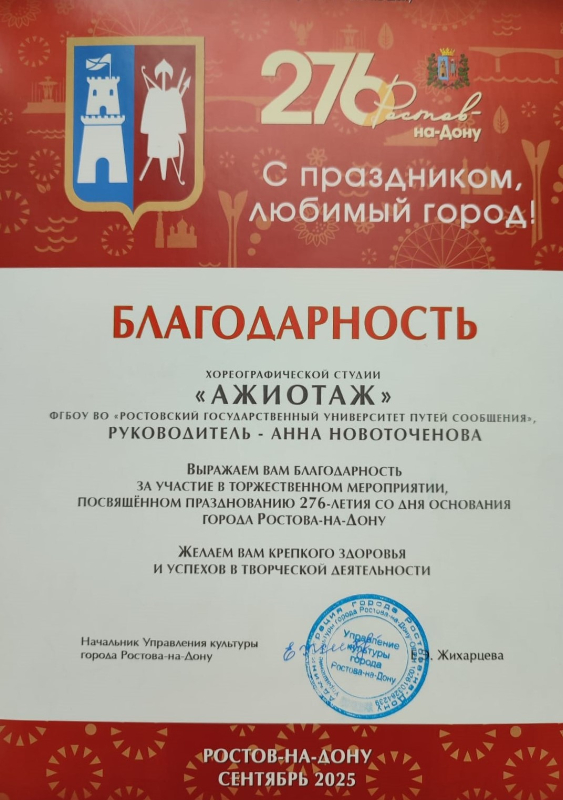 276
Ростов-
на-Дону
С праздником,
любимый город!
БЛАГОДАРНОСТЬ
ХОРЕОГРАФИЧЕСКОЙ СТУДИИ
«АЖИОТАЖ»
ФГБОУ ВО «РОСТОВСКИЙ ГОСУДАРСТВЕННЫЙ УНИВЕРСИТЕТ ПУТЕЙ СООБЩЕНИЯ»,
РУКОВОДИТЕЛЬ - АННА НОВОТОЧЕНОВА
Выражаем вам благодарность
за участие в торжественном мероприятии,
посвящённом празднованию 276-летия со дня основания
города Ростова-на-Дону
Желаем вам крепкого здоровья
и успехов в творческой деятельности
Начальник Управления культуры
города Ростова-на-Дону
Жихарцева
Управление
культуры
города
Ростова-на-Дону
РОСТОВ-НА-ДОНУ
СЕНТЯБРЬ 2025